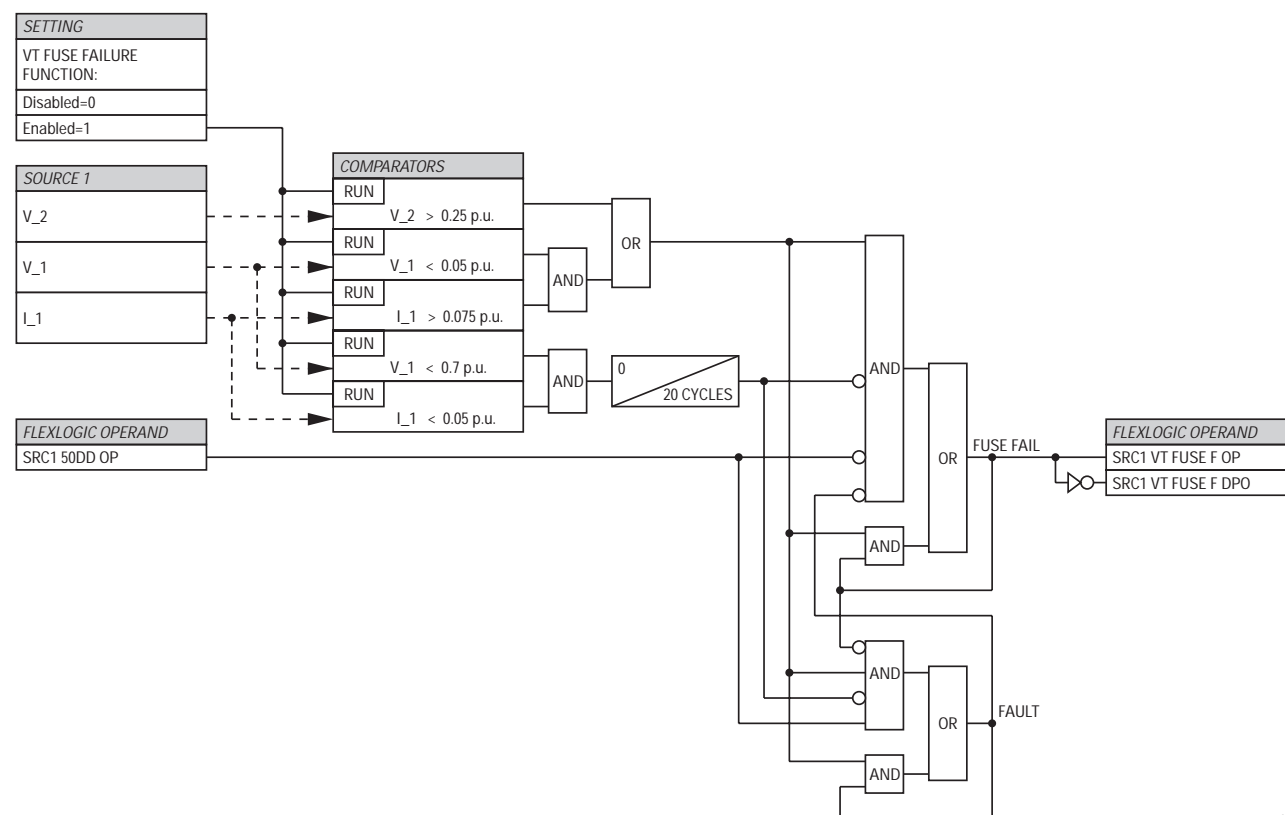 SETTING
VT FUSE FAILURE
FUNCTION:
Disabled=0
Enabled=1
SOURCE 1
V_2
V_1
I_1
FLEXLOGIC OPERAND
SRC1 50DD OP
COMPARATORS
RUN
V_2 > 0.25 p.u.
RUN
V_1 < 0.05 p.u.
RUN
I_1 > 0.075 p.u.
RUN
V_1 < 0.7 p.u.
RUN
I_1 < 0.05 p.u.
AND
OR
AND
0
20 CYCLES
AND
AND
OR
FUSE FAIL
FLEXLOGIC OPERAND
SRC1 VT FUSE F OP
SRC1 VT FUSE F DPO
AND
AND
OR
FAULT